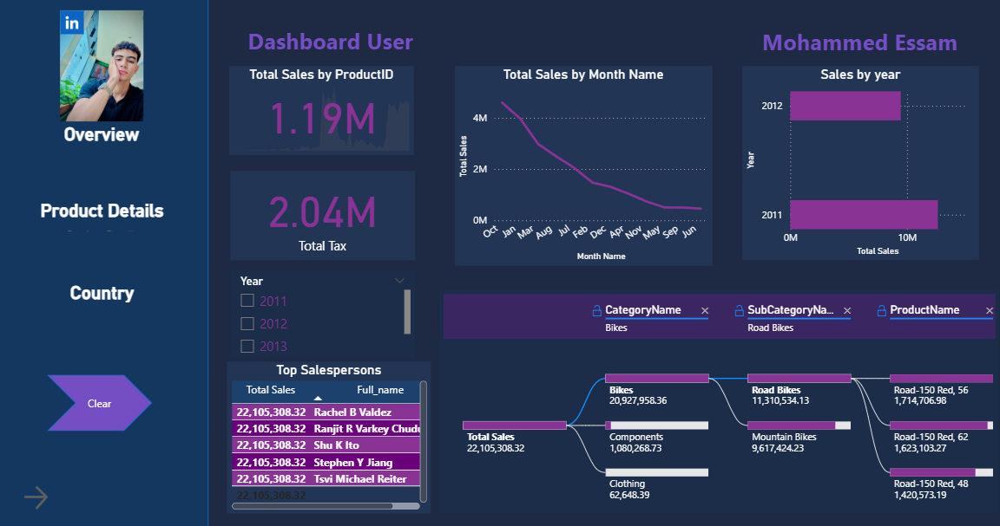 in
Overview
Product Details
Country
Clear
Dashboard User
Mohammed Essam
Total Sales by ProductID
1.19M
2.04M
Total Tax
Year
2011
2012
2013
Top Salespersons
Total Sales Full_name
22,105,308.32 Rachel B Valdez
22,105,308.32 Ranjit R Varkey Chudu
22,105,308.32 Shu K Ito
22,105,308.32 Stephen Y Jiang
22,105,308.32 Tsvi Michael Reiter
22,105,308.32
Total Sales by Month Name
Total Sales
4M
2M
0M
Oct Jan Mar Aug Jul Feb Dec Apr Nov May Sep Jun
Month Name
Sales by year
Year
2012
2011
0M 10M
Total Sales
CategoryName SubCategoryNa... ProductName
Bikes Road Bikes
Total Sales
22,105,308.32
Bikes
20,927,958.36
Components
1,080,268.73
Clothing
62,648.39
Road Bikes
11,310,534.13
Mountain Bikes
9,617,424.23
Road-150 Red, 56
1,714,706.98
Road-150 Red, 62
1,623,103.27
Road-150 Red, 48
1,420,573.19